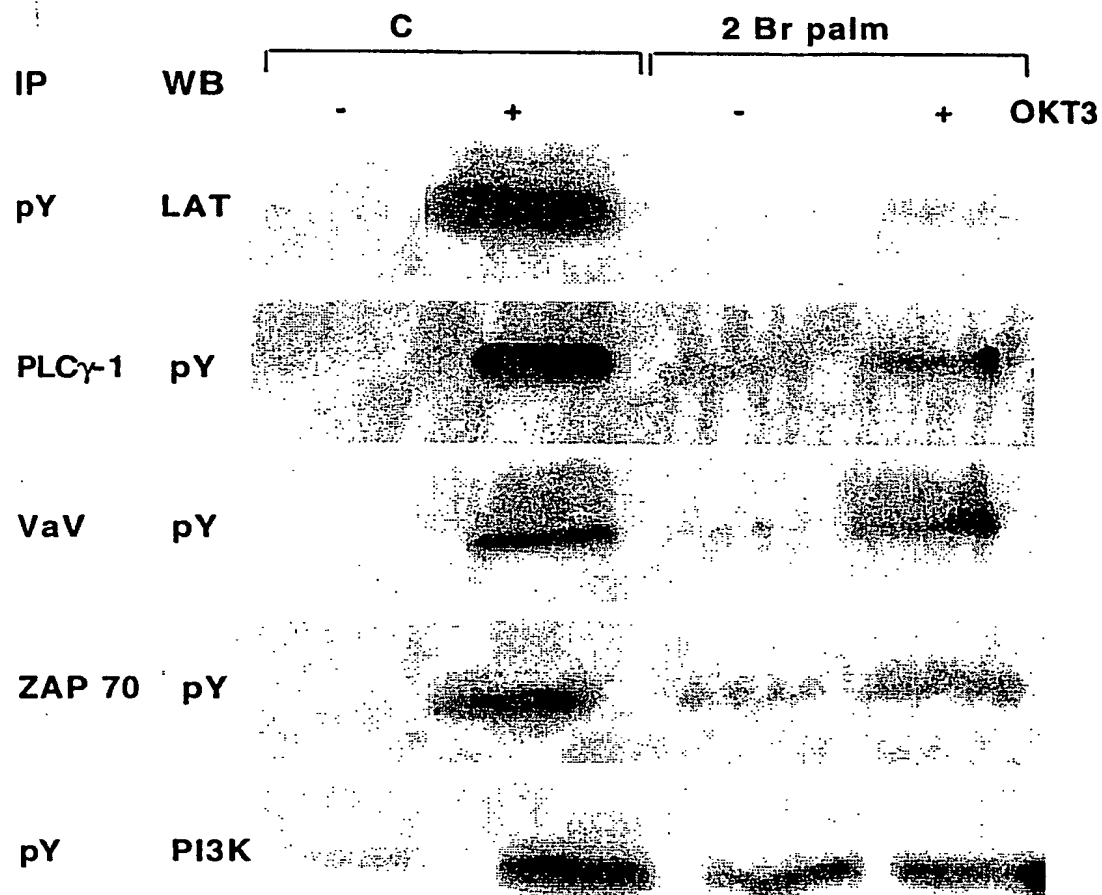 C 2 Br palm
IP WB
- + - + OKT3
pY LAT
PLCγ-1 pY
VaV pY
ZAP 70 pY
pY PI3K